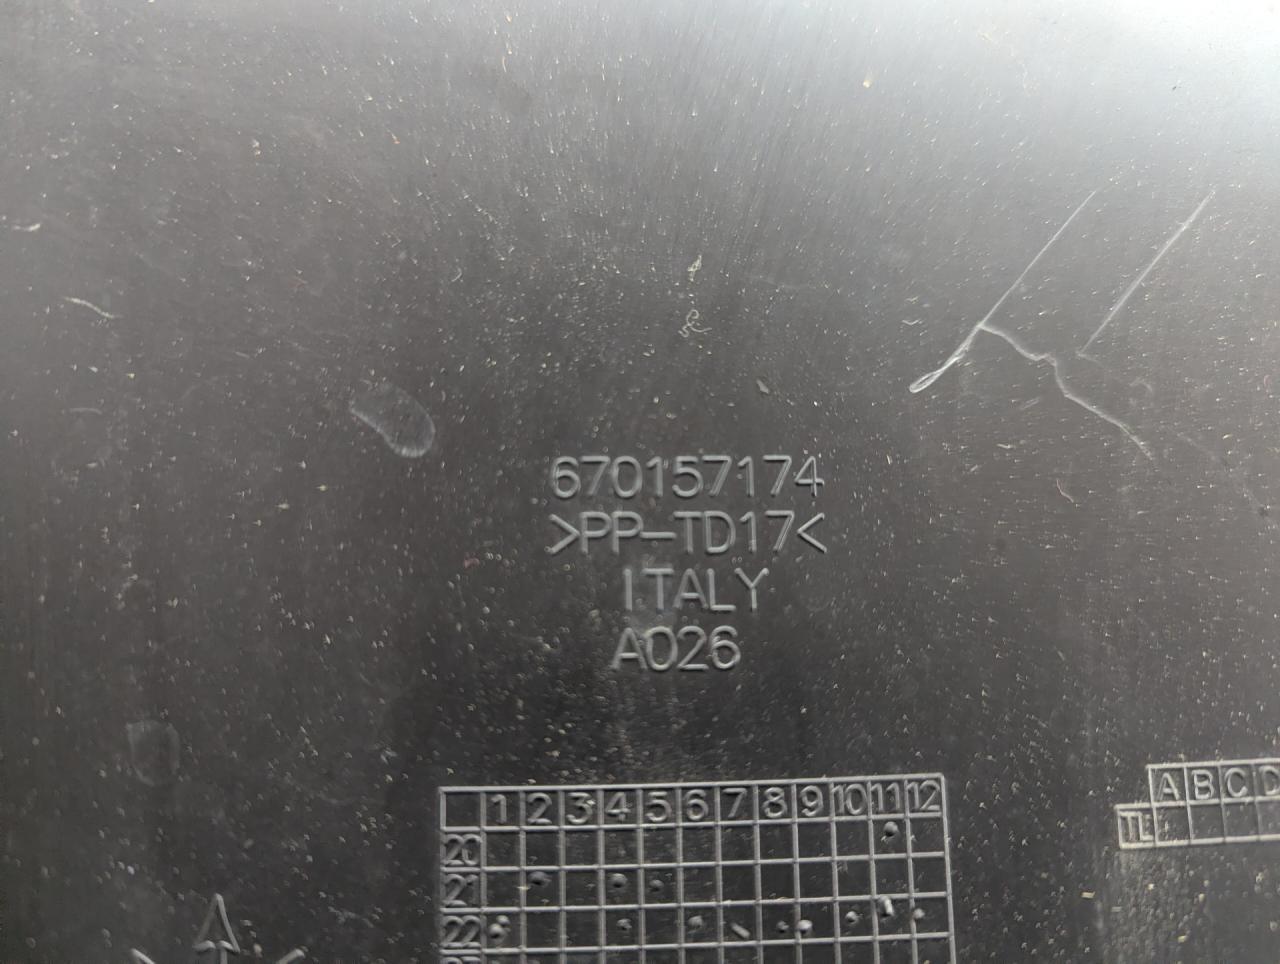 670157174
>PP-TD17<
ITALY
A026
1 2 3 4 5 6 7 8 9 10 11 12
20
21
22
A B C D
TL